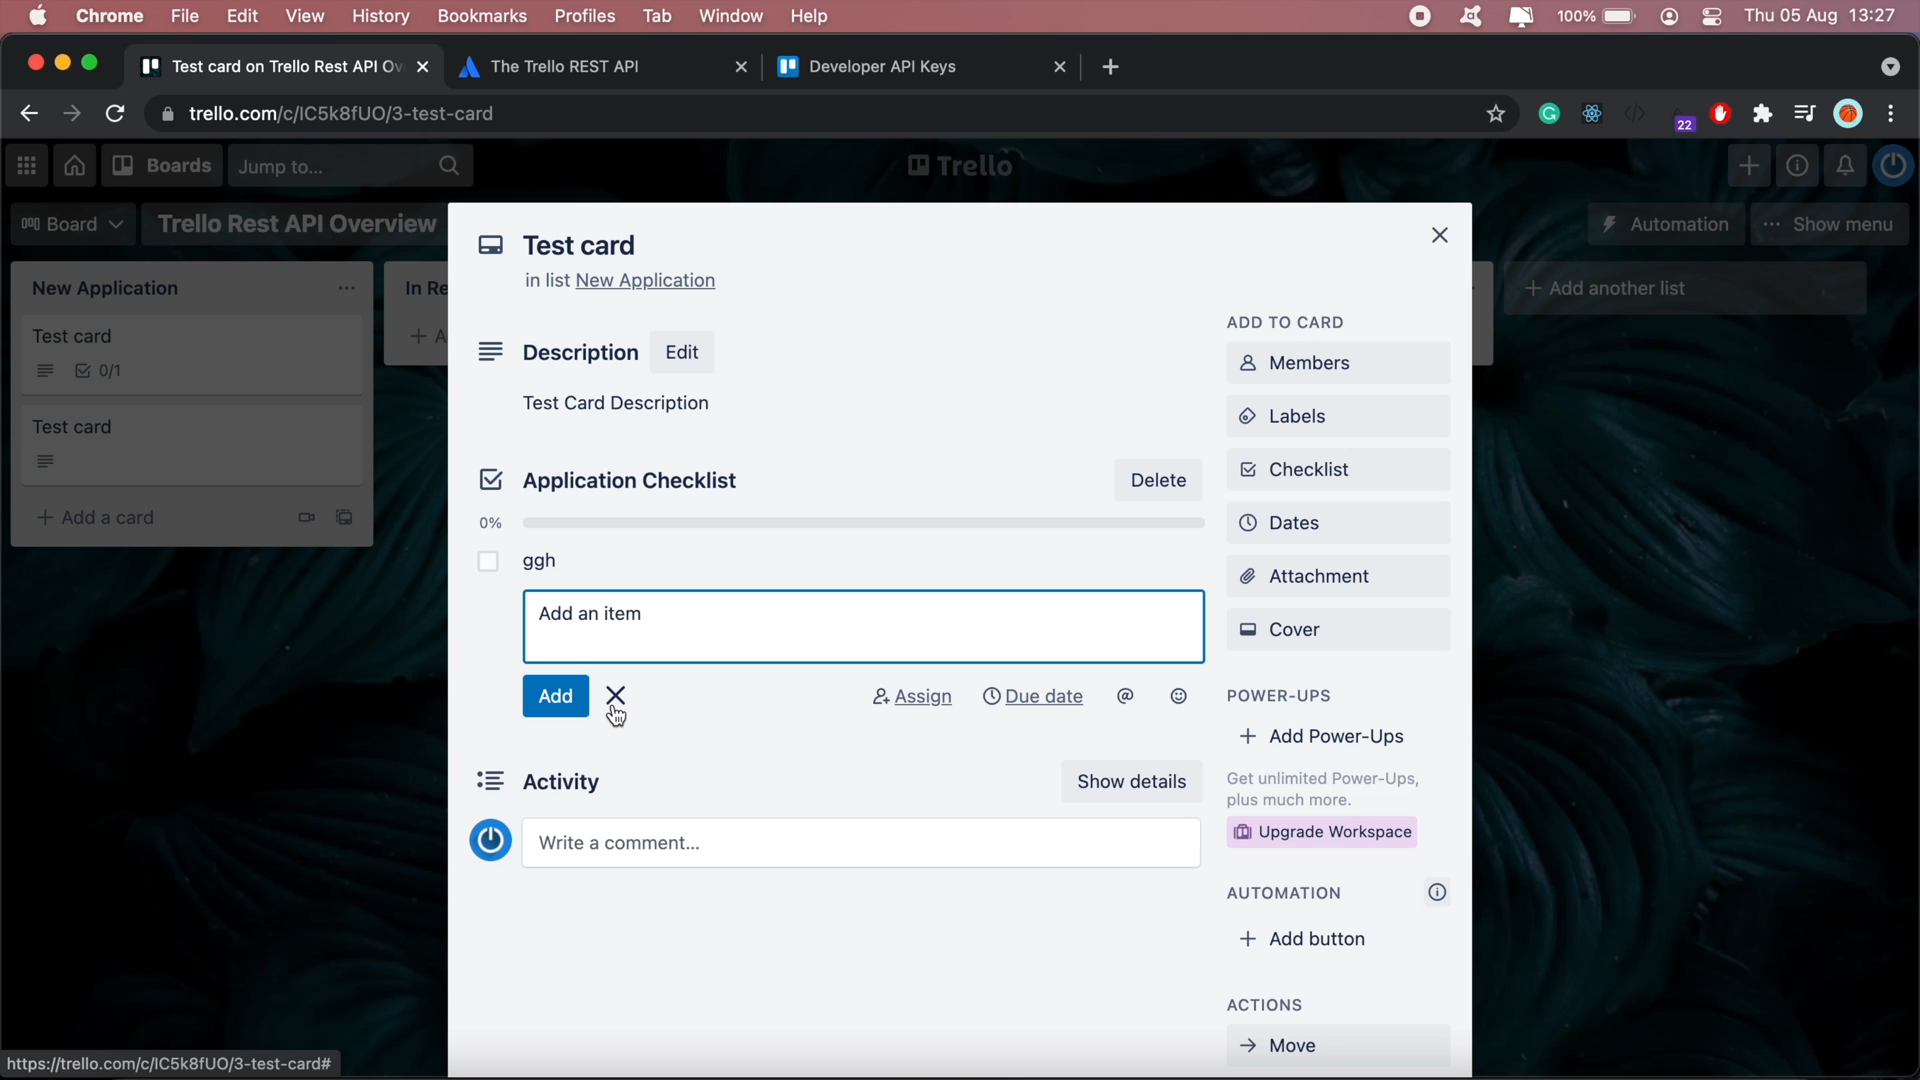 Chrome File Edit View History Bookmarks Profiles Tab Window Help 100% Thu 05 Aug 13:27
Test card on Trello Rest API Ov The Trello REST API Developer API Keys
trello.com/c/IC5k8fUO/3-test-card 22
Boards Jump to... Trello
Board Trello Rest API Overview Automation Show menu
New Application
Test card
0/1
Test card
+ Add a card
In Re
+ A
+ Add another list
Test card
in list New Application
Description Edit
Test Card Description
Application Checklist Delete
0%
ggh
Add an item
Add Assign Due date @
Activity Show details
Write a comment...
ADD TO CARD
Members
Labels
Checklist
Dates
Attachment
Cover
POWER-UPS
+ Add Power-Ups
Get unlimited Power-Ups,
plus much more.
Upgrade Workspace
AUTOMATION
+ Add button
ACTIONS
→ Move
https://trello.com/c/IC5k8fUO/3-test-card#